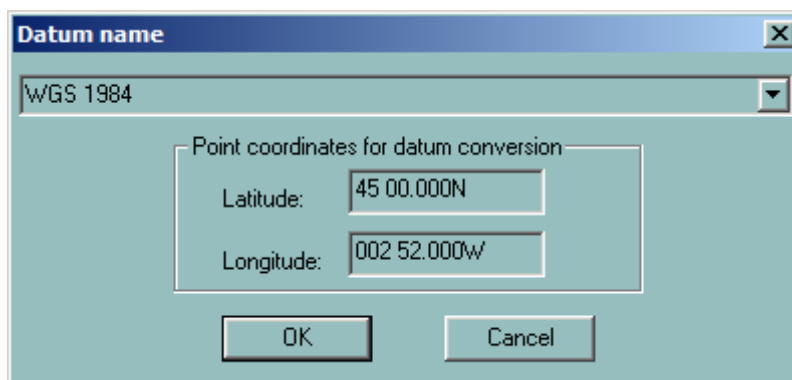 Datum name
WGS 1984
Point coordinates for datum conversion
Latitude: 45 00.000N
Longitude: 002 52.000W
OK Cancel